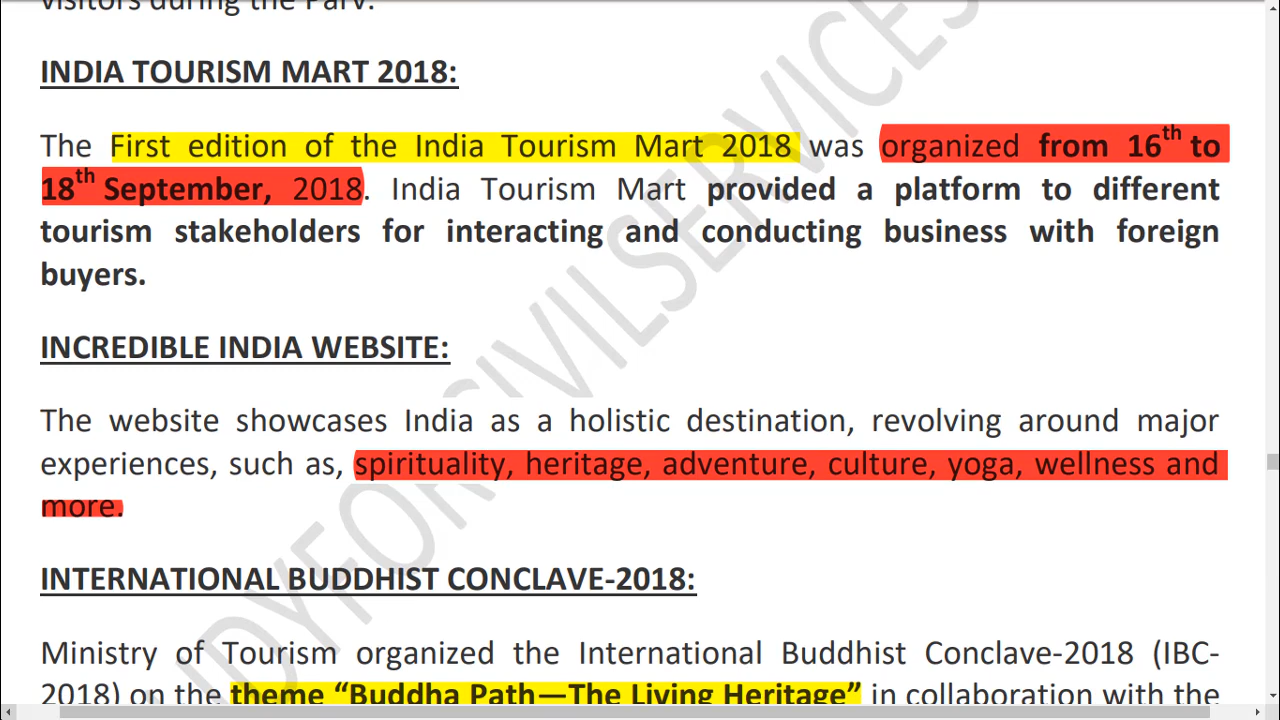 visitors during the Parv.
INDIA TOURISM MART 2018:
The First edition of the India Tourism Mart 2018 was organized from 16th to
18th September, 2018. India Tourism Mart provided a platform to different
tourism stakeholders for interacting and conducting business with foreign
buyers.
INCREDIBLE INDIA WEBSITE:
The website showcases India as a holistic destination, revolving around major
experiences, such as, spirituality, heritage, adventure, culture, yoga, wellness and
more.
INTERNATIONAL BUDDHIST CONCLAVE-2018:
Ministry of Tourism organized the International Buddhist Conclave-2018 (IBC-
2018) on the theme “Buddha Path—The Living Heritage” in collaboration with the